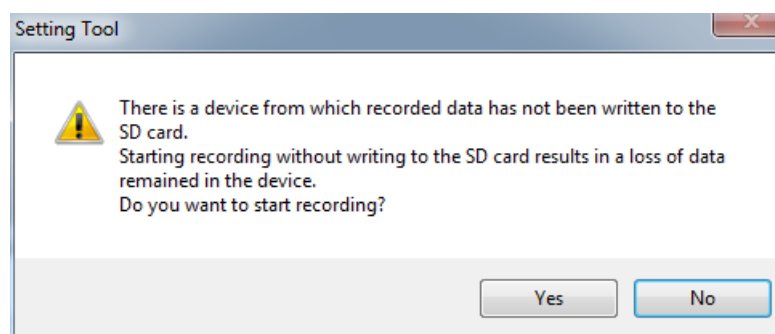 Setting Tool
There is a device from which recorded data has not been written to the
SD card.
Starting recording without writing to the SD card results in a loss of data
remained in the device.
Do you want to start recording?
Yes
No